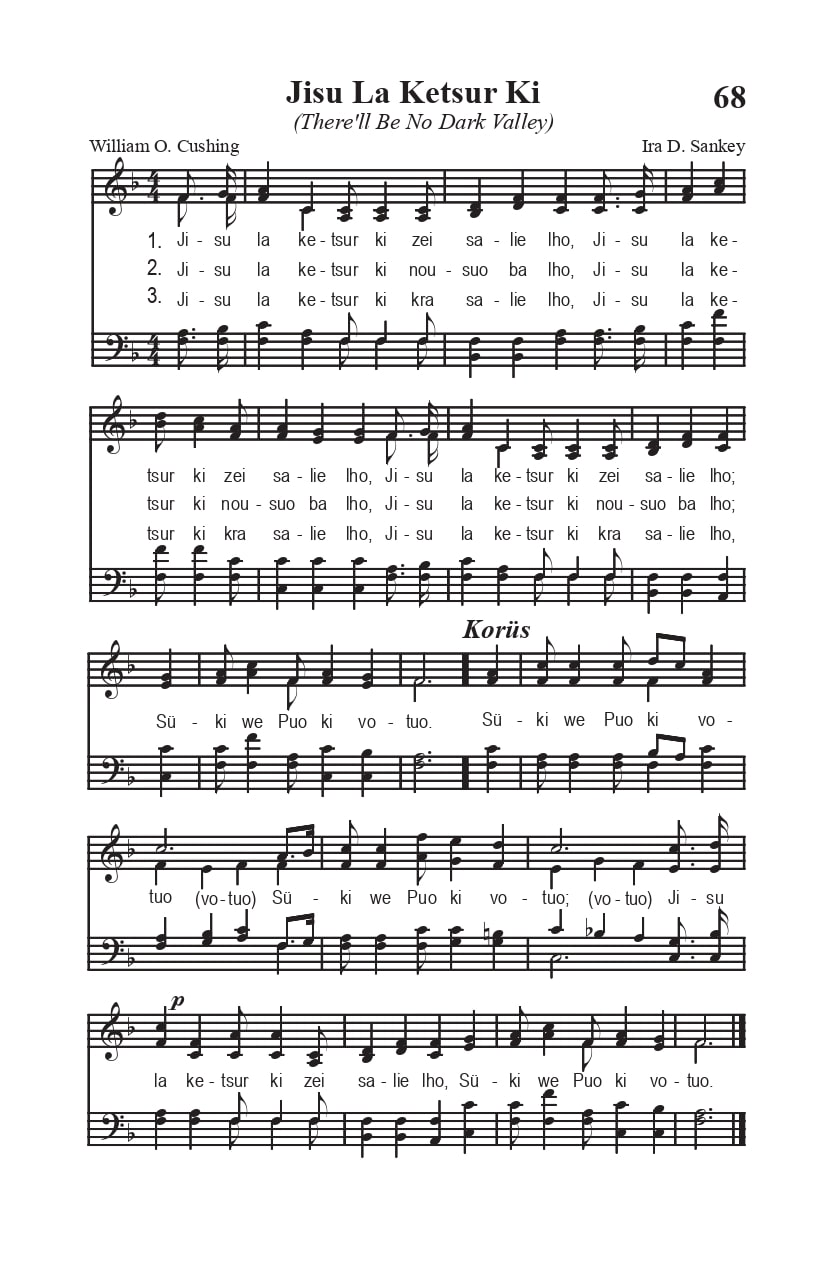 Jisu La Ketsur Ki
68
(There'll Be No Dark Valley)
William O. Cushing
Ira D. Sankey
1. Ji - su la ke - tsur ki zei sa - lie lho, Ji - su la ke -
2. Ji - su la ke - tsur ki nou - suo ba lho, Ji - su la ke -
3. Ji - su la ke - tsur ki kra sa - lie lho, Ji - su la ke -
tsur ki zei sa - lie lho, Ji - su la ke - tsur ki zei sa - lie lho;
tsur ki nou - suo ba lho, Ji - su la ke - tsur ki nou - suo ba lho;
tsur ki kra sa - lie lho, Ji - su la ke - tsur ki kra sa - lie lho,
Korüs
Sü - ki we Puo ki vo - tuo. Sü - ki we Puo ki vo -
tuo (vo - tuo) Sü - ki we Puo ki vo - tuo; (vo - tuo) Ji - su
p
la ke - tsur ki zei sa - lie lho, Sü - ki we Puo ki vo - tuo.